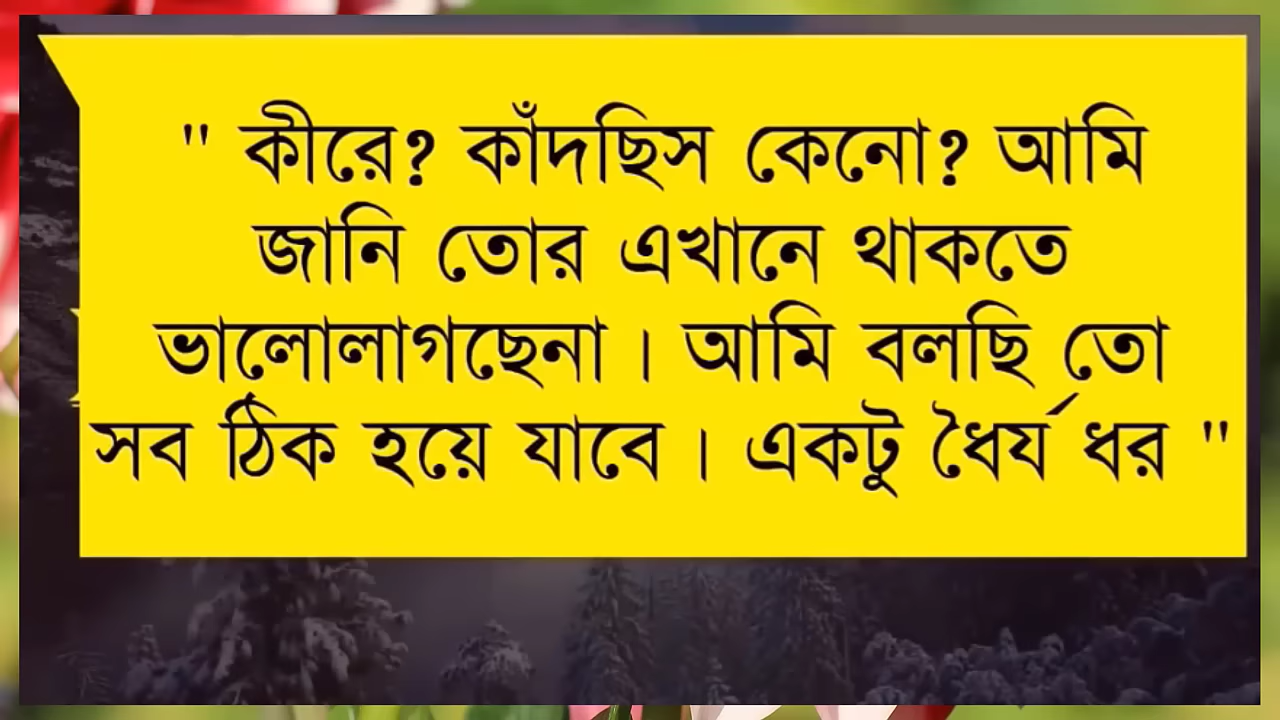 " কীরে? কাঁদছিস কেনো? আমি
জানি তোর এখানে থাকতে
ভালোলাগছেনা । আমি বলছি তো
সব ঠিক হয়ে যাবে । একটু ধৈর্য ধর "